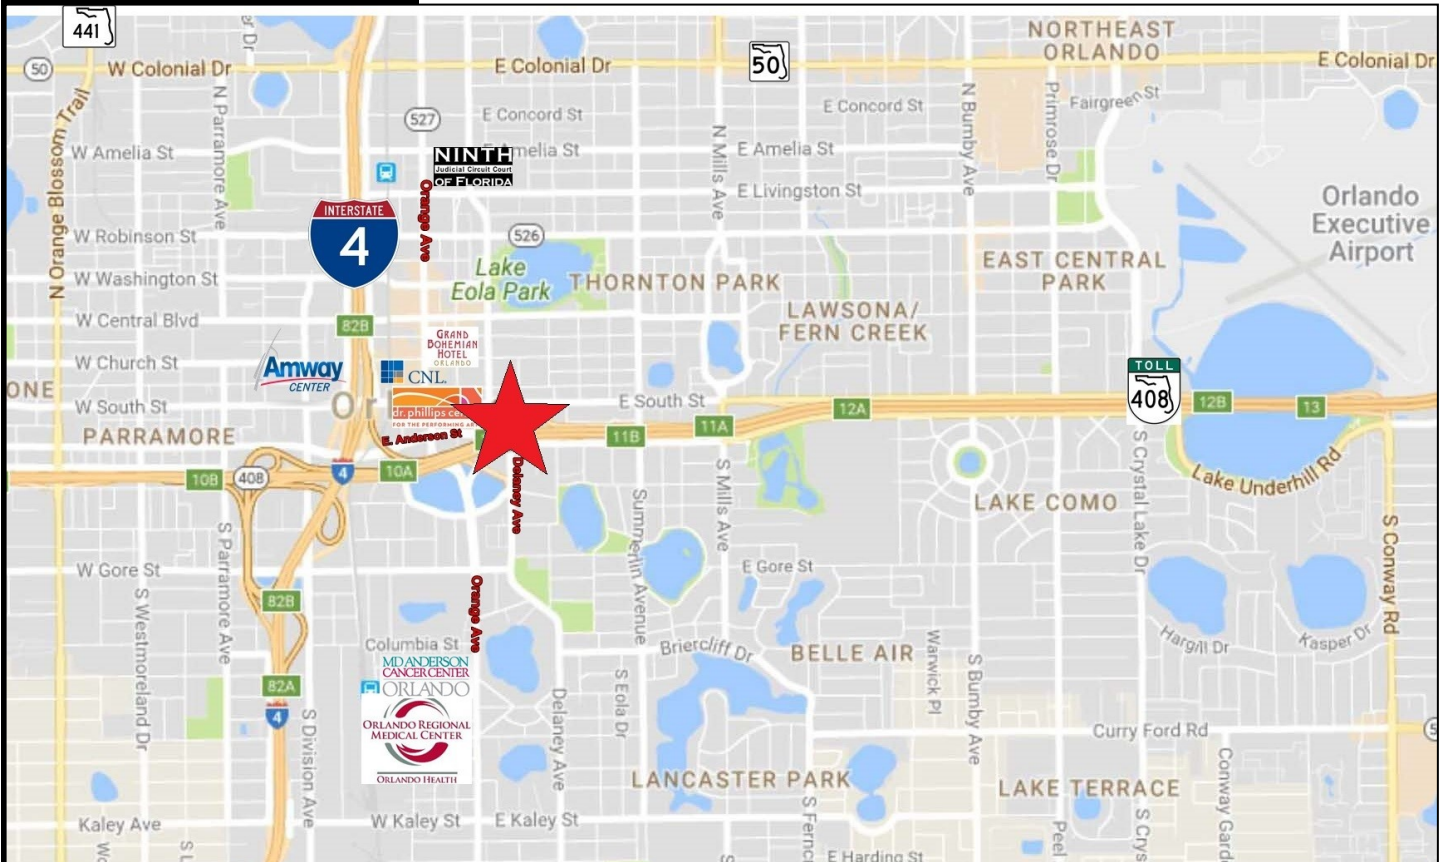 441
50
W Colonial Dr
E Colonial Dr
50
NORTHEAST
ORLANDO
E Colonial Dr
N Orange Blossom Trail
N Parramore Ave
527
E Concord St
E Concord St
N Mills Ave
N Bumby Ave
Primrose Dr
Fairgreen St
W Amelia St
NINTH
Judicial Circuit Court
OF FLORIDA
Amelia St
E Amelia St
Orange Ave
E Livingston St
INTERSTATE
4
W Robinson St
526
Orlando
Executive
Airport
W Washington St
Lake
Eola Park
THORNTON PARK
EAST CENTRAL
PARK
W Central Blvd
82B
LAWSONA/
FERN CREEK
W Church St
Amway
CENTER
GRAND
BOHEMIAN
HOTEL
ORLANDO
CNL
TOLL
408
ONE
W South St
dr. phillips
FOR THE PERFORMING
E South St
12A
12B
13
PARRAMORE
E. Anderson St
11B
11A
10B
408
4
10A
Delaney Ave
S Mills Ave
Summerlin Avenue
LAKE COMO
S Crystal Lake Dr
Lake Underhill Rd
S Conway Rd
W Gore St
S Parramore Ave
S Westmoreland Dr
82B
Orange Ave
E Gore St
Columbia St
Briercliff Dr
BELLE AIR
Warwick Pl
S Bumby Ave
Hargill Dr
Kasper Dr
MD ANDERSON
CANCER CENTER
ORLANDO
82A
4
S Division Ave
ORLANDO REGIONAL
MEDICAL CENTER
ORLANDO HEALTH
Delaney Ave
S Eola Dr
Curry Ford Rd
LANCASTER PARK
LAKE TERRACE
Kaley Ave
W Kaley St
E Kaley St
S Fernc
Peel
S Crys
Conway Gard
E Harding St